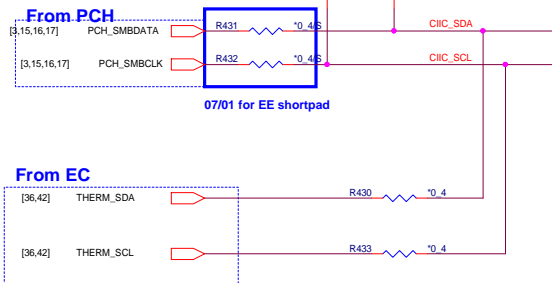 From PCH
[3,15,16,17] PCH_SMBDATA R431 *0_4/S CIIC_SDA
[3,15,16,17] PCH_SMBCLK R432 *0_4/S CIIC_SCL
07/01 for EE shortpad
From EC
[36,42] THERM_SDA R430 *0_4
[36,42] THERM_SCL R433 *0_4